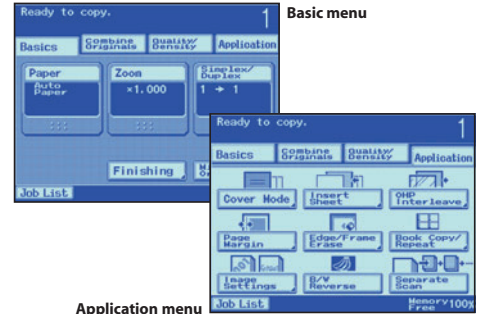 Ready to copy.
1
Basic menu
Basics
Combine Originals
Quality/ Density
Application
Paper
Zoom
Simplex/ Duplex
Auto Paper
×1.000
1 → 1
Finishing
Job List
Ready to copy.
1
Basics
Combine Originals
Quality/ Density
Application
Cover Mode
Insert Sheet
OHP Interleave
Page Margin
Edge/Frame Erase
Book Copy/ Repeat
Image Settings
B/W Reverse
Separate Scan
Job List
Memory Free 100%
Application menu